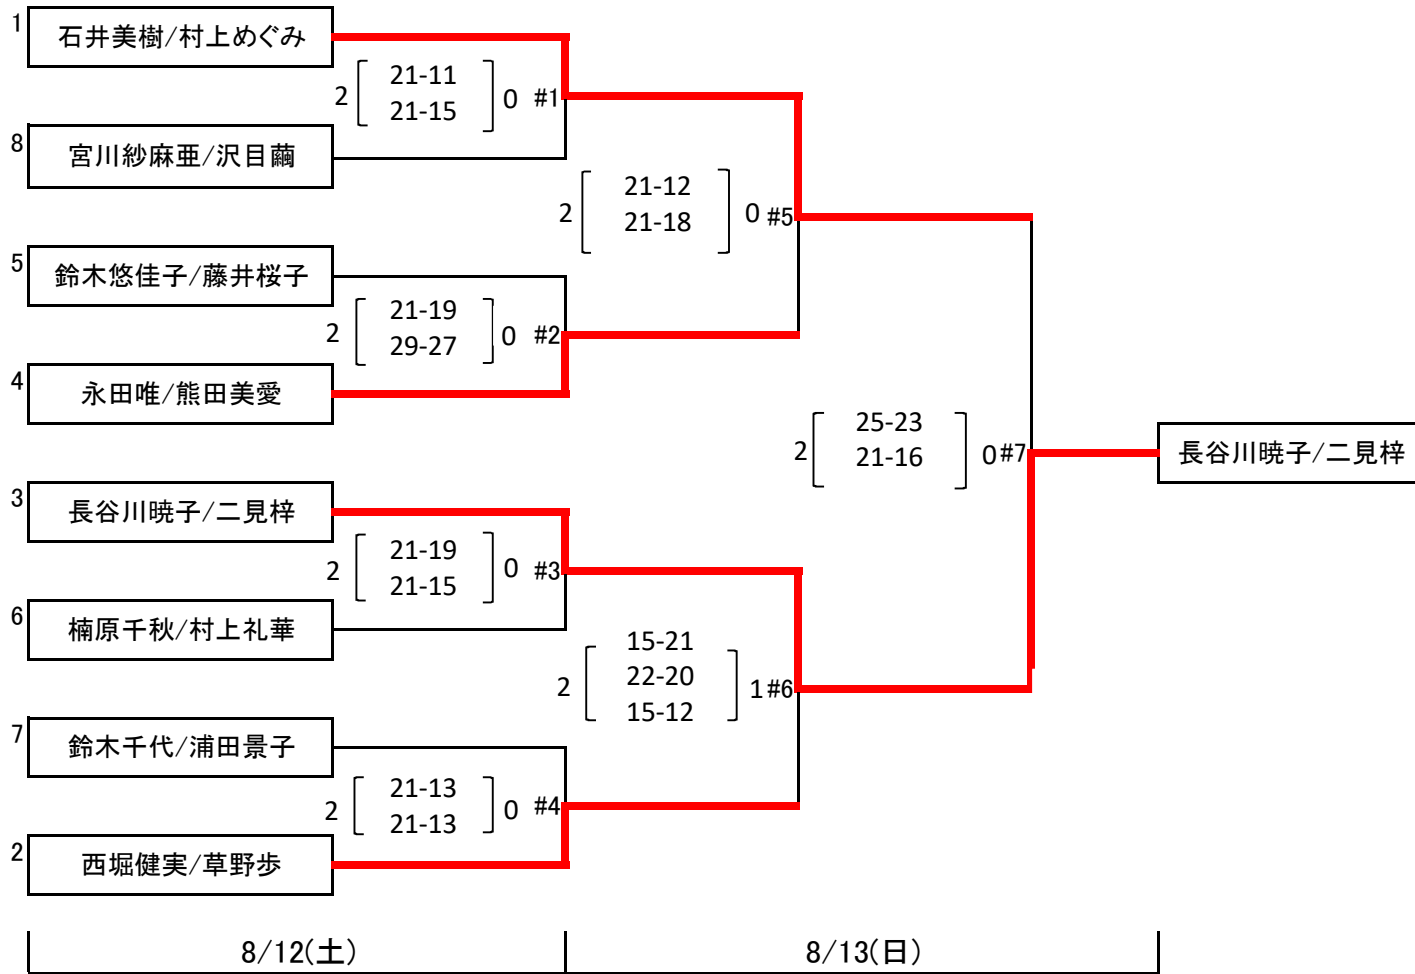 1
石井美樹/村上めぐみ
2 21-11 0 #1
21-15
8
宮川紗麻亜/沢目繭
2 21-12 0 #5
21-18
5
鈴木悠佳子/藤井桜子
2 21-19 0 #2
29-27
4
永田唯/熊田美愛
2 25-23 0 #7
21-16
長谷川暁子/二見梓
3
長谷川暁子/二見梓
2 21-19 0 #3
21-15
6
楠原千秋/村上礼華
15-21
2 22-20 1 #6
15-12
7
鈴木千代/浦田景子
2 21-13 0 #4
21-13
2
西堀健実/草野歩
8/12(土) 8/13(日)